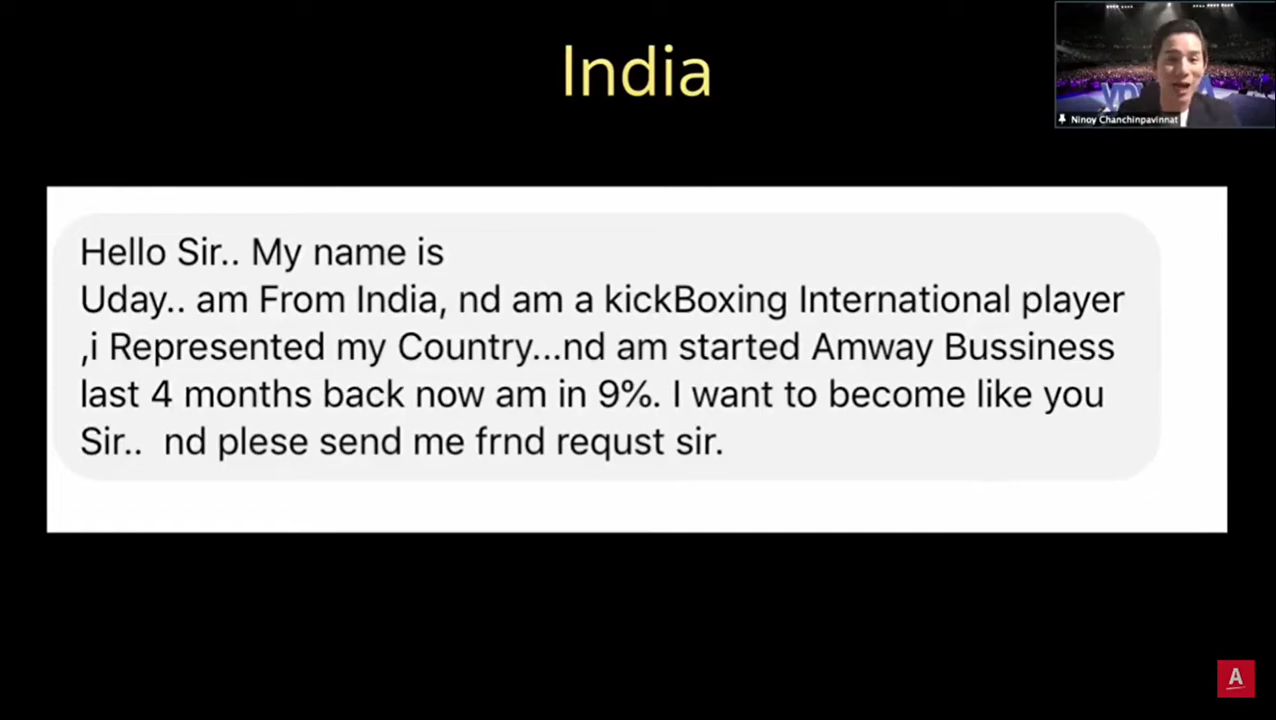 India
Ninoy Chanchinpavinnat
Hello Sir.. My name is
Uday.. am From India, nd am a kickBoxing International player
,i Represented my Country...nd am started Amway Bussiness
last 4 months back now am in 9%. I want to become like you
Sir..  nd plese send me frnd requst sir.
A